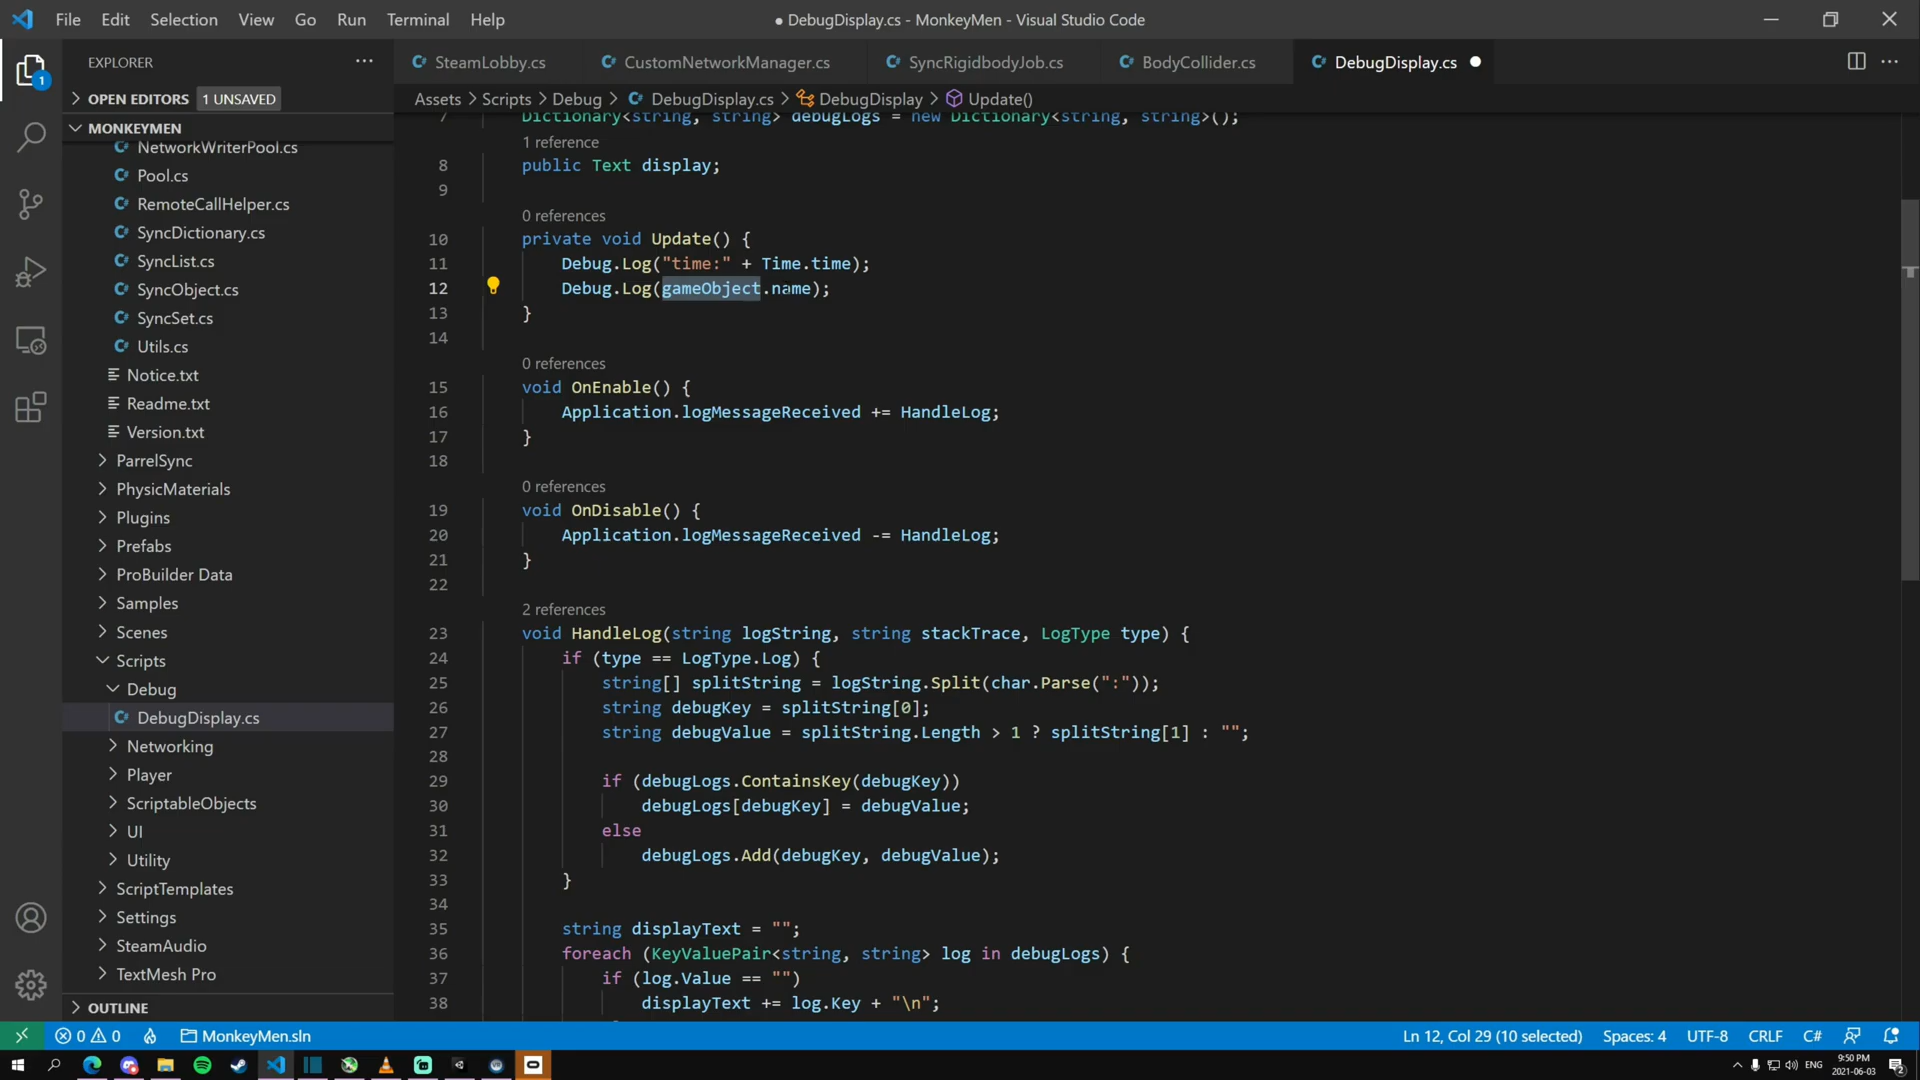 File Edit Selection View Go Run Terminal Help
● DebugDisplay.cs - MonkeyMen - Visual Studio Code
EXPLORER
SteamLobby.cs
CustomNetworkManager.cs
SyncRigidbodyJob.cs
BodyCollider.cs
DebugDisplay.cs
1
OPEN EDITORS 1 UNSAVED
Assets > Scripts > Debug > DebugDisplay.cs > DebugDisplay > Update()
MONKEYMEN
NetworkWriterPool.cs
Pool.cs
RemoteCallHelper.cs
SyncDictionary.cs
SyncList.cs
SyncObject.cs
SyncSet.cs
Utils.cs
Notice.txt
Readme.txt
Version.txt
ParrelSync
PhysicMaterials
Plugins
Prefabs
ProBuilder Data
Samples
Scenes
Scripts
Debug
DebugDisplay.cs
Networking
Player
ScriptableObjects
UI
Utility
ScriptTemplates
Settings
SteamAudio
TextMesh Pro
OUTLINE
7 Dictionary<string, string> debugLogs = new Dictionary<string, string>();
1 reference
8 public Text display;
9
0 references
10 private void Update() {
11 Debug.Log("time:" + Time.time);
12 Debug.Log(gameObject.name);
13 }
14
0 references
15 void OnEnable() {
16 Application.logMessageReceived += HandleLog;
17 }
18
0 references
19 void OnDisable() {
20 Application.logMessageReceived -= HandleLog;
21 }
22
2 references
23 void HandleLog(string logString, string stackTrace, LogType type) {
24 if (type == LogType.Log) {
25 string[] splitString = logString.Split(char.Parse(":"));
26 string debugKey = splitString[0];
27 string debugValue = splitString.Length > 1 ? splitString[1] : "";
28
29 if (debugLogs.ContainsKey(debugKey))
30 debugLogs[debugKey] = debugValue;
31 else
32 debugLogs.Add(debugKey, debugValue);
33 }
34
35 string displayText = "";
36 foreach (KeyValuePair<string, string> log in debugLogs) {
37 if (log.Value == "")
38 displayText += log.Key + "\n";
0 0 MonkeyMen.sln
Ln 12, Col 29 (10 selected) Spaces: 4 UTF-8 CRLF C#
ENG
9:50 PM
2021-06-03
2